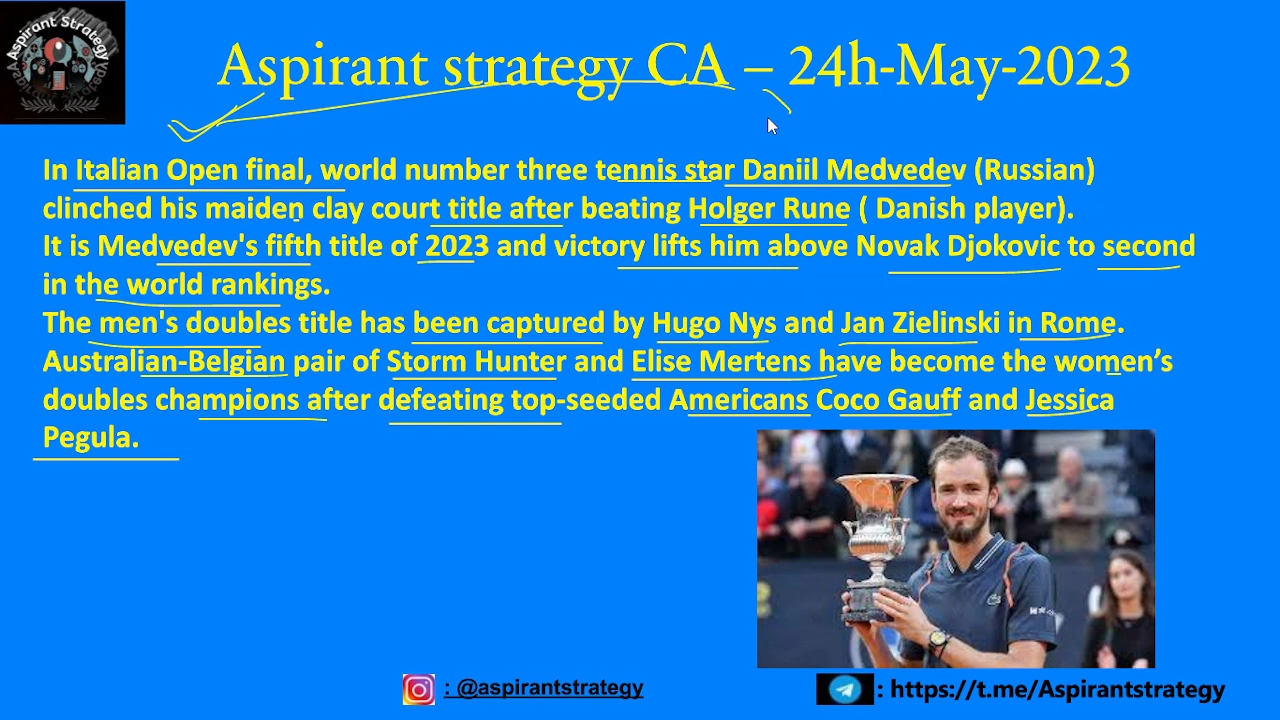 Aspirant Strategy
Aspirant strategy CA – 24h-May-2023
In Italian Open final, world number three tennis star Daniil Medvedev (Russian)
clinched his maiden clay court title after beating Holger Rune ( Danish player).
It is Medvedev's fifth title of 2023 and victory lifts him above Novak Djokovic to second
in the world rankings.
The men's doubles title has been captured by Hugo Nys and Jan Zielinski in Rome.
Australian-Belgian pair of Storm Hunter and Elise Mertens have become the women’s
doubles champions after defeating top-seeded Americans Coco Gauff and Jessica
Pegula.
: @aspirantstrategy
: https://t.me/Aspirantstrategy